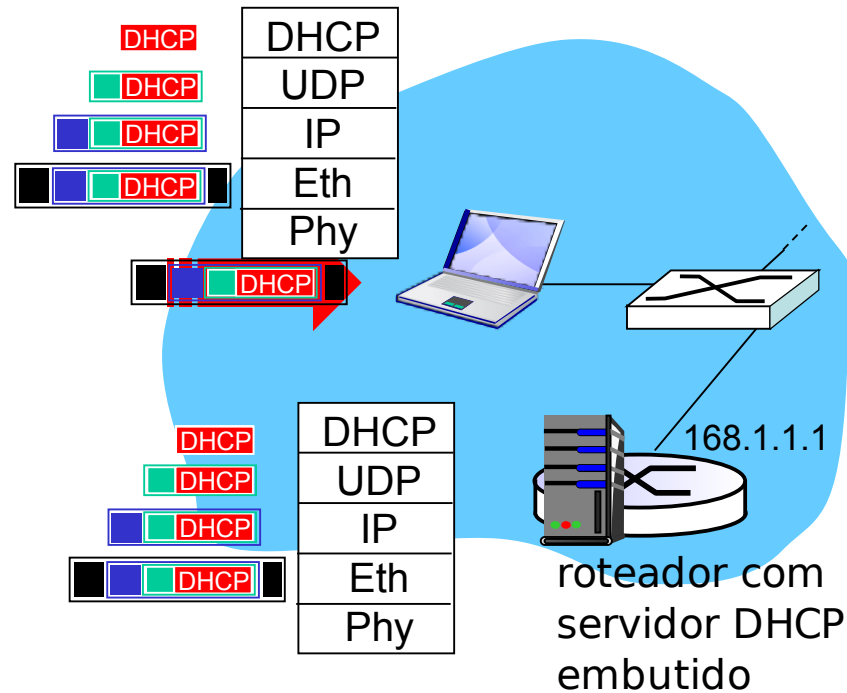 DHCP
DHCP
DHCP
UDP
DHCP
IP
DHCP
Eth
Phy
DHCP
DHCP
DHCP
DHCP
UDP
DHCP
IP
DHCP
Eth
Phy
168.1.1.1
roteador com
servidor DHCP
embutido